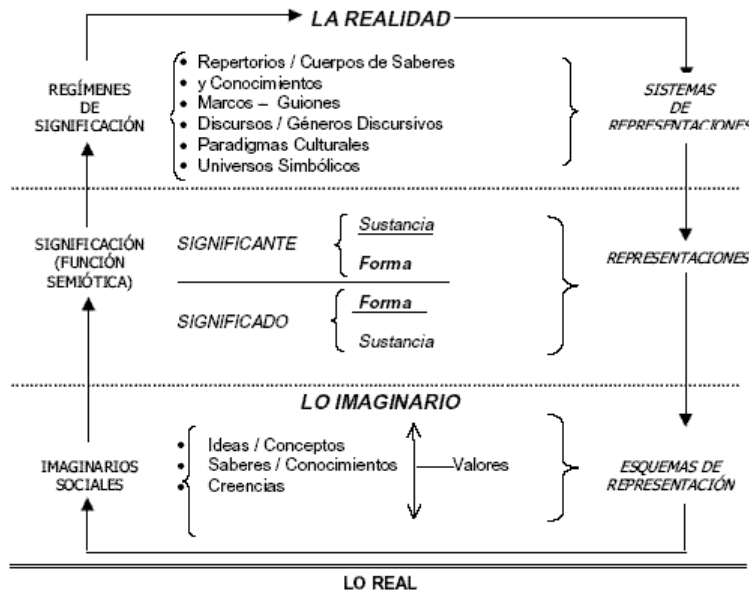 LA REALIDAD
REGÍMENES
DE
SIGNIFICACIÓN
• Repertorios / Cuerpos de Saberes
• y Conocimientos
• Marcos – Guiones
• Discursos / Géneros Discursivos
• Paradigmas Culturales
• Universos Simbólicos
SISTEMAS
DE
REPRESENTACIONES
SIGNIFICACIÓN
(FUNCIÓN
SEMIÓTICA)
SIGNIFICANTE
Sustancia
Forma
SIGNIFICADO
Forma
Sustancia
REPRESENTACIONES
LO IMAGINARIO
IMAGINARIOS
SOCIALES
• Ideas / Conceptos
• Saberes / Conocimientos
• Creencias
Valores
ESQUEMAS DE
REPRESENTACIÓN
LO REAL